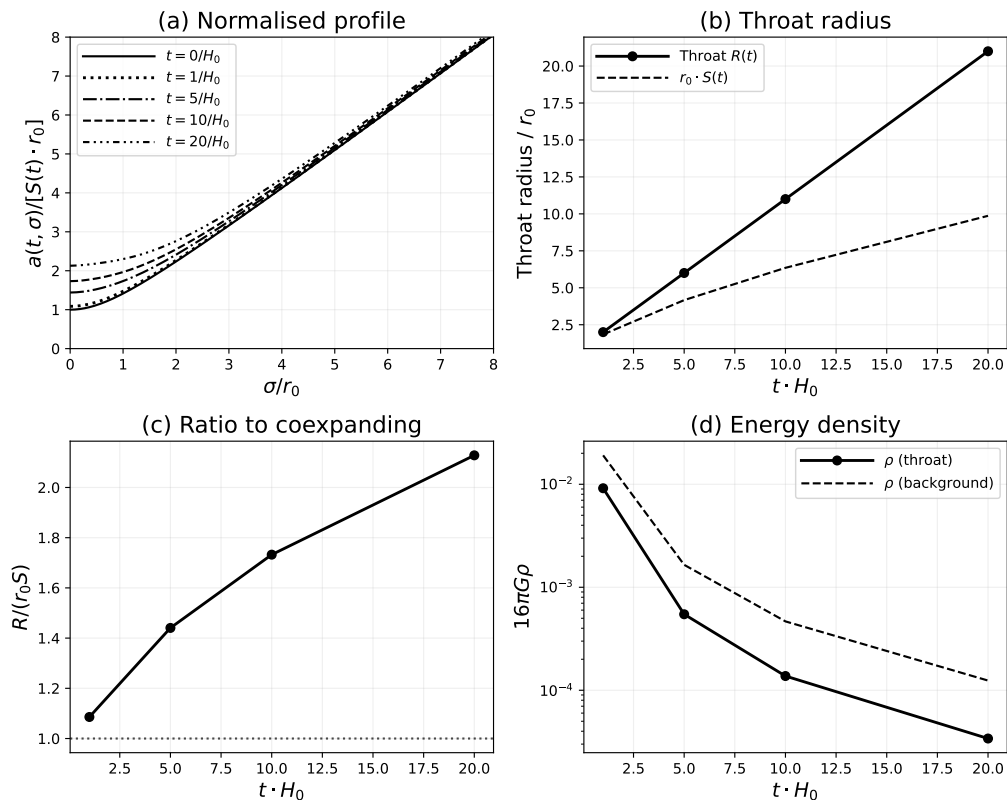 (a) Normalised profile
a(t, σ)/[S(t) · r₀]
8
7
6
5
4
3
2
1
0
t = 0/H₀
t = 1/H₀
t = 5/H₀
t = 10/H₀
t = 20/H₀
0 1 2 3 4 5 6 7 8
σ/r₀
(b) Throat radius
Throat radius / r₀
20.0
17.5
15.0
12.5
10.0
7.5
5.0
2.5
Throat R(t)
r₀ · S(t)
2.5 5.0 7.5 10.0 12.5 15.0 17.5 20.0
t · H₀
(c) Ratio to coexpanding
R/(r₀S)
2.0
1.8
1.6
1.4
1.2
1.0
2.5 5.0 7.5 10.0 12.5 15.0 17.5 20.0
t · H₀
(d) Energy density
16πGρ
10⁻²
10⁻³
10⁻⁴
ρ (throat)
ρ (background)
2.5 5.0 7.5 10.0 12.5 15.0 17.5 20.0
t · H₀